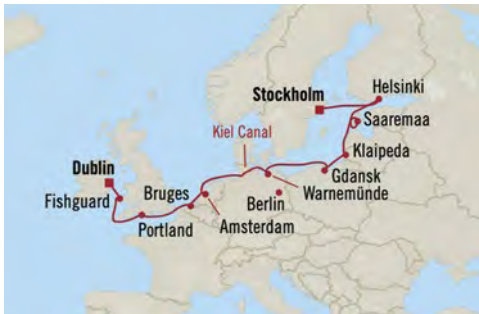 Helsinki
Stockholm
Saaremaa
Kiel Canal
Klaipeda
Dublin
Gdansk
Fishguard
Bruges
Warnemünde
Berlin
Portland
Amsterdam